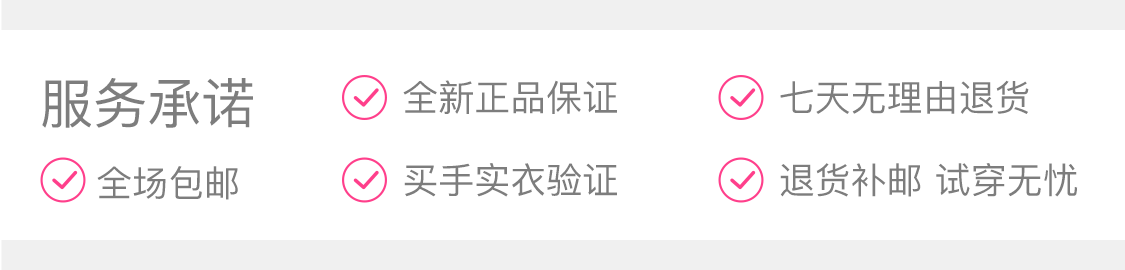 服务承诺
全新正品保证
七天无理由退货
全场包邮
买手实衣验证
退货补邮 试穿无忧